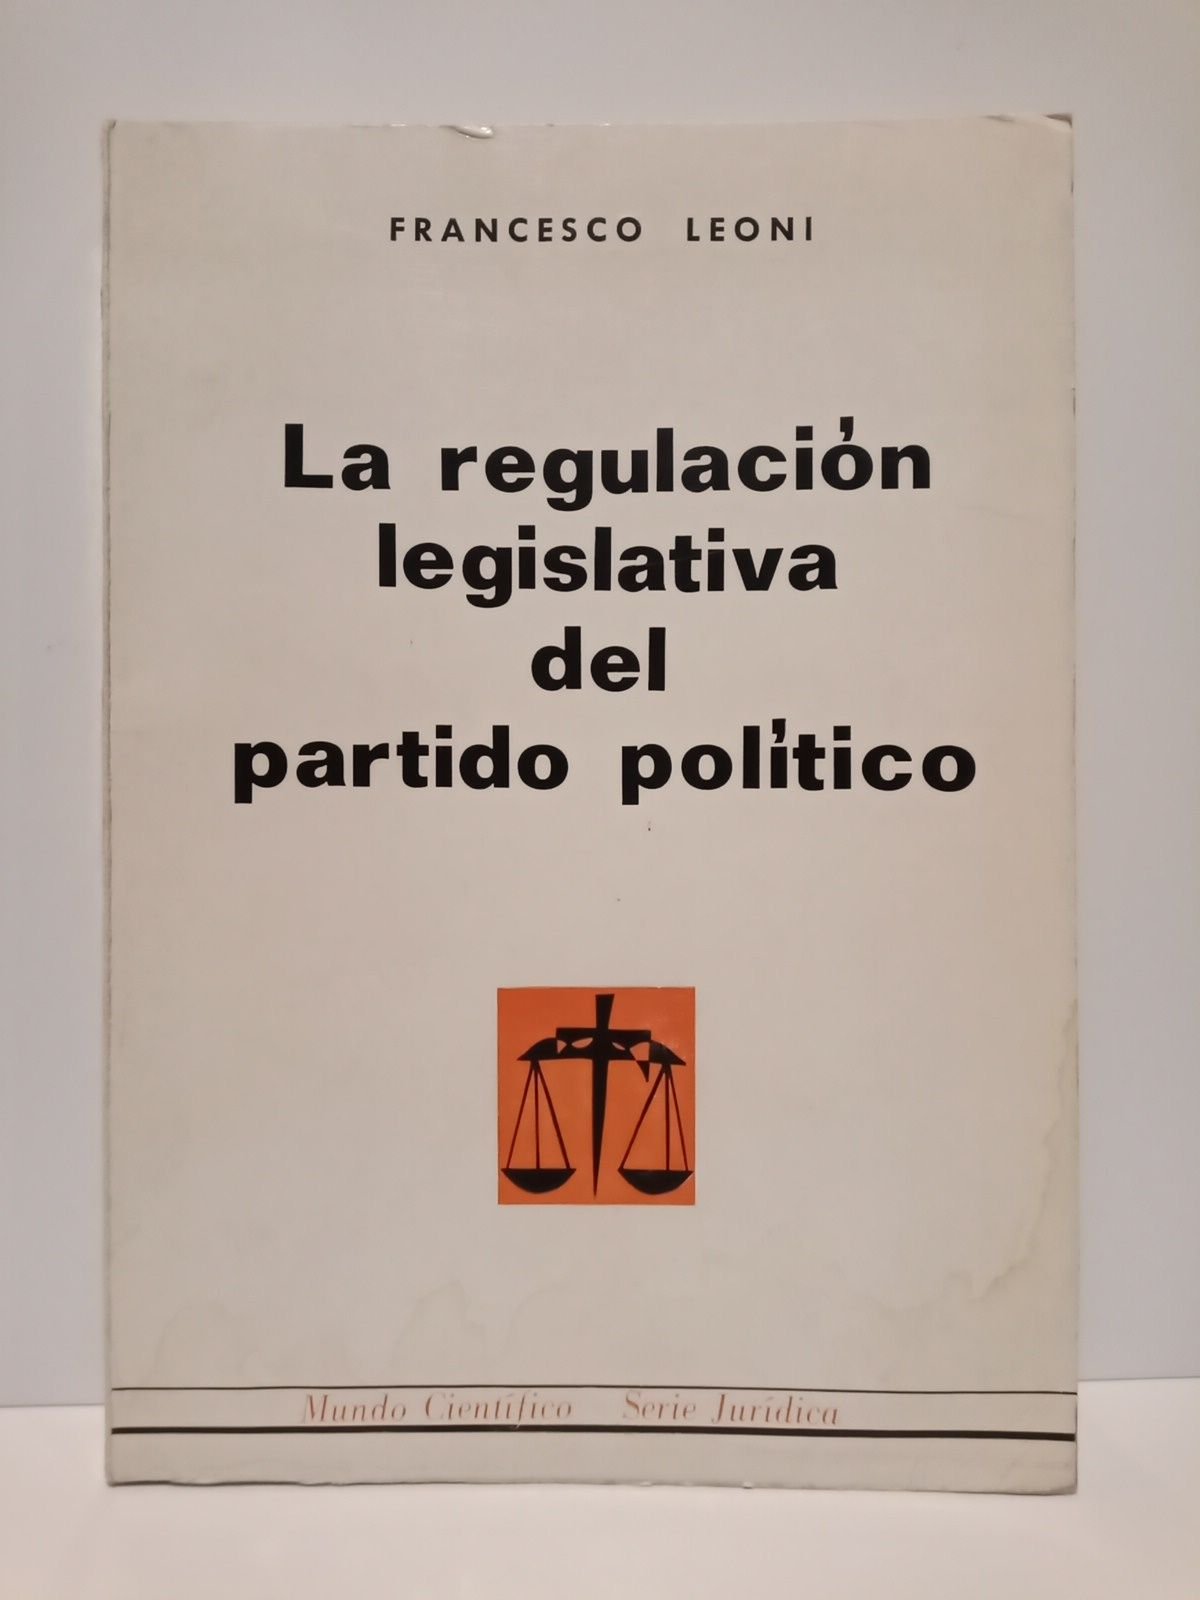 FRANCESCO LEONI
La regulación
legislativa
del
partido político
Mundo Científico Serie Jurídica